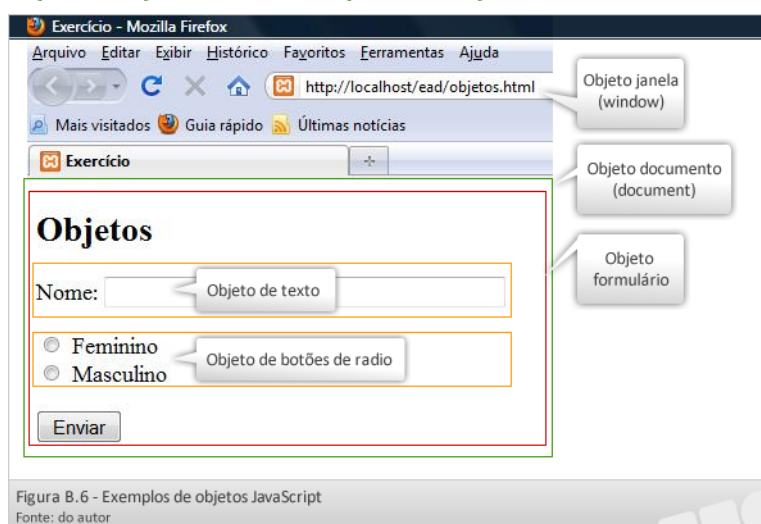 Exercício - Mozilla Firefox
Arquivo Editar Exibir Histórico Favoritos Ferramentas Ajuda
http://localhost/ead/objetos.html
Objeto janela
(window)
Mais visitados Guia rápido Últimas notícias
Exercício
Objeto documento
(document)
Objetos
Objeto
formulário
Nome:
Objeto de texto
Feminino
Masculino
Objeto de botões de radio
Enviar
Figura B.6 - Exemplos de objetos JavaScript
Fonte: do autor